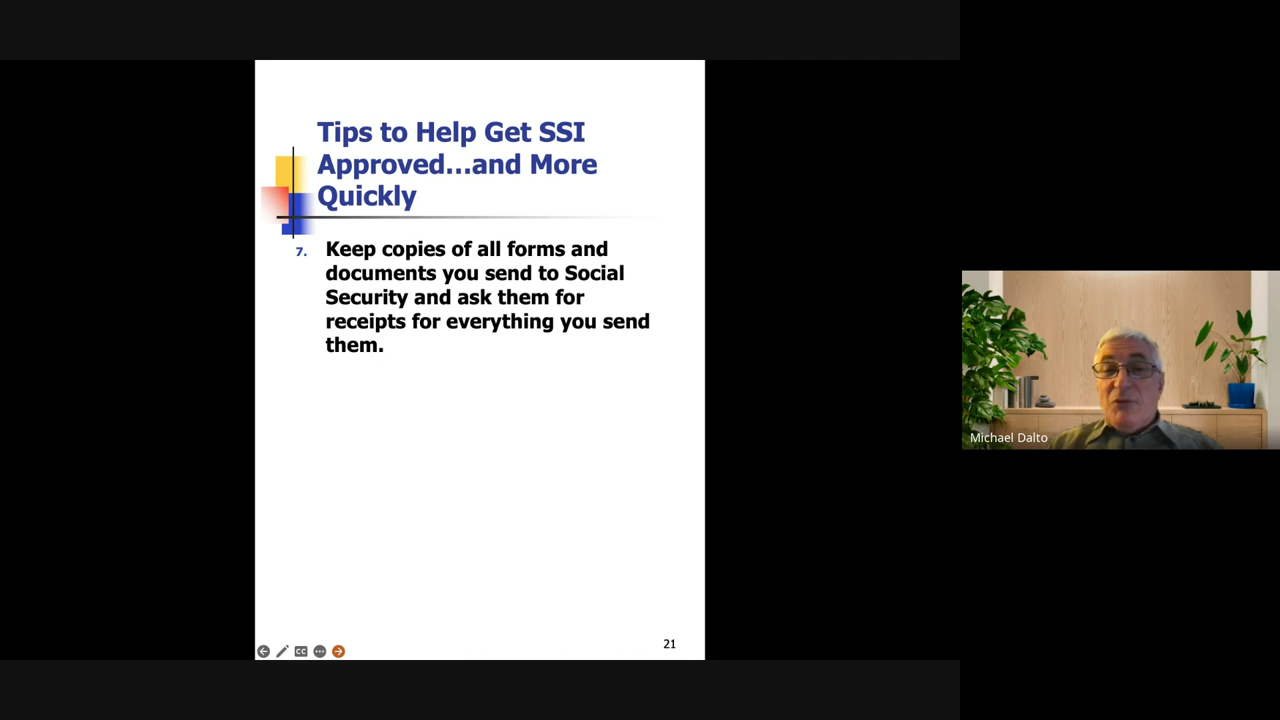 Tips to Help Get SSI
Approved...and More
Quickly
7. Keep copies of all forms and
documents you send to Social
Security and ask them for
receipts for everything you send
them.
21
CC
Michael Dalto